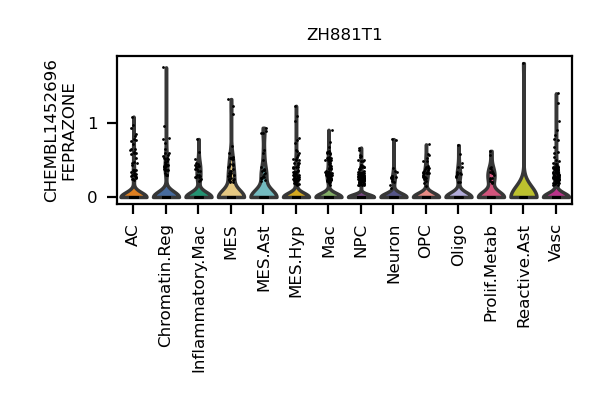 ZH881T1
CHEMBL1452696
FEPRAZONE
1
0
AC
Chromatin.Reg
Inflammatory.Mac
MES
MES.Ast
MES.Hyp
Mac
NPC
Neuron
OPC
Oligo
Prolif.Metab
Reactive.Ast
Vasc